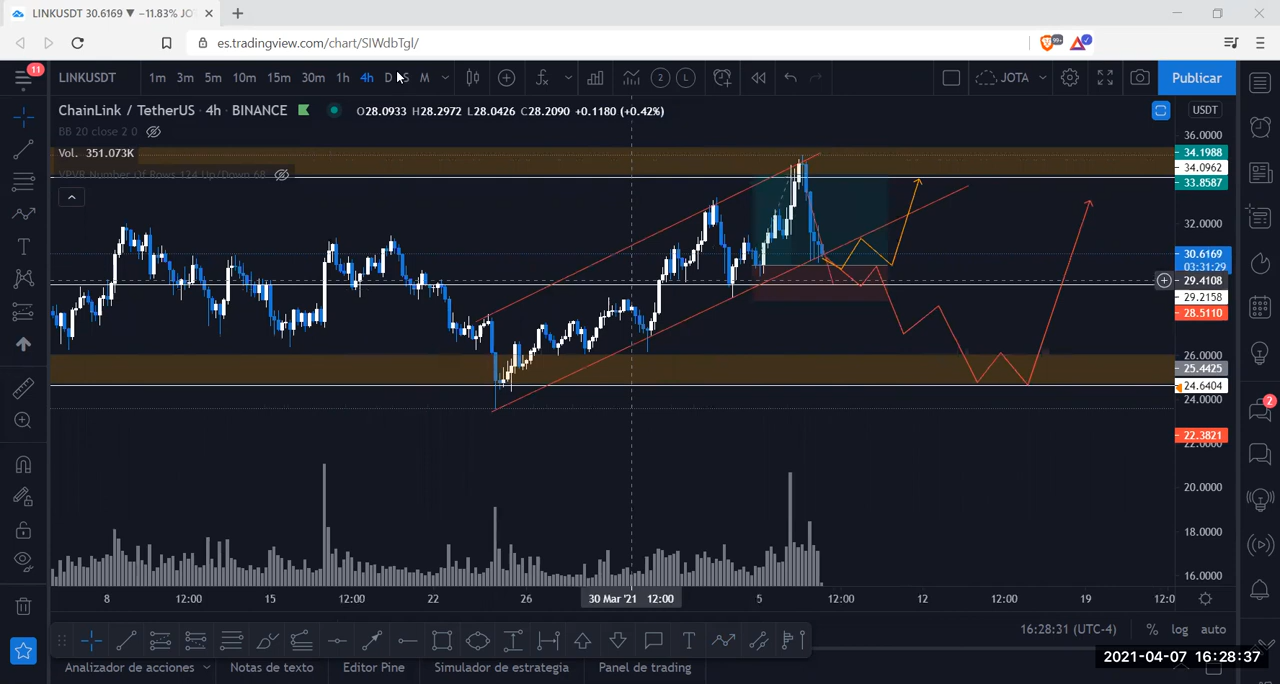 LINKUSDT 30.6169 ▼ −11.83% JO
es.tradingview.com/chart/SIWdbTgl/
99+
11
LINKUSDT 1m 3m 5m 10m 15m 30m 1h 4h D S M 2 L JOTA Publicar
ChainLink / TetherUS · 4h · BINANCE O28.0933 H28.2972 L28.0426 C28.2090 +0.1180 (+0.42%) USDT
BB 20 close 2 0
Vol. 351.073K
VPVR Number Of Rows 124 Up/Down 68
36.0000
34.1988
34.0962
33.8587
32.0000
30.6169
03:31:29
29.4108
29.2158
28.5110
26.0000
25.4425
24.6404
24.0000
2
22.3821
22.0000
20.0000
18.0000
16.0000
8 12:00 15 12:00 22 26 30 Mar '21 12:00 5 12:00 12 12:00 19 12:0
16:28:31 (UTC-4) % log auto
2021-04-07 16:28:37
Analizador de acciones Notas de texto Editor Pine Simulador de estrategia Panel de trading